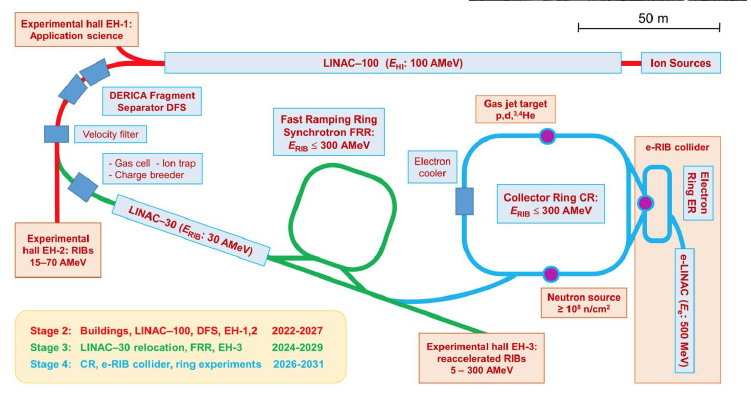 Experimental hall EH-1:
Application science
50 m
LINAC–100 (EHI: 100 AMeV)
Ion Sources
DERICA Fragment
Separator DFS
Velocity filter
- Gas cell - Ion trap
- Charge breeder
Fast Ramping Ring
Synchrotron FRR:
ERIB ≤ 300 AMeV
Gas jet target
p,d,3,4He
Electron
cooler
e-RIB collider
Electron
Ring ER
Collector Ring CR:
ERIB ≤ 300 AMeV
LINAC–30 (ERIB: 30 AMeV)
Experimental
hall EH-2: RIBs
15–70 AMeV
e-LINAC (Ee: 500 MeV)
Neutron source
≥ 10⁸ n/cm²
Stage 2: Buildings, LINAC–100, DFS, EH-1,2 2022-2027
Stage 3: LINAC–30 relocation, FRR, EH-3 2024-2029
Stage 4: CR, e-RIB collider, ring experiments 2026-2031
Experimental hall EH-3:
reaccelerated RIBs
5 – 300 AMeV